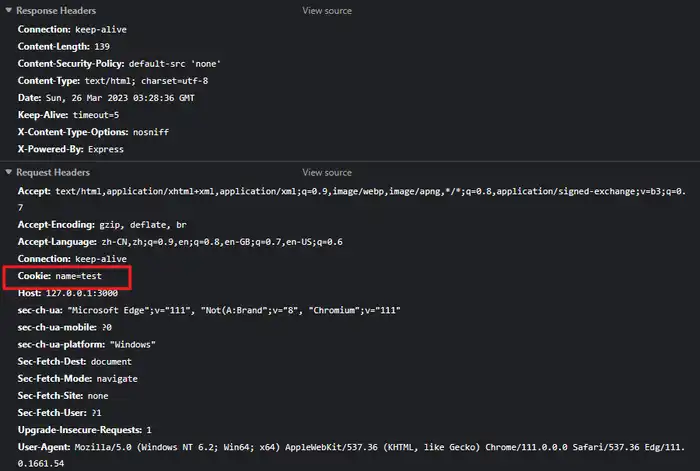 Response Headers View source
Connection: keep-alive
Content-Length: 139
Content-Security-Policy: default-src 'none'
Content-Type: text/html; charset=utf-8
Date: Sun, 26 Mar 2023 03:28:36 GMT
Keep-Alive: timeout=5
X-Content-Type-Options: nosniff
X-Powered-By: Express
Request Headers View source
Accept: text/html,application/xhtml+xml,application/xml;q=0.9,image/webp,image/apng,*/*;q=0.8,application/signed-exchange;v=b3;q=0.
7
Accept-Encoding: gzip, deflate, br
Accept-Language: zh-CN,zh;q=0.9,en;q=0.8,en-GB;q=0.7,en-US;q=0.6
Connection: keep-alive
Cookie: name=test
Host: 127.0.0.1:3000
sec-ch-ua: "Microsoft Edge";v="111", "Not(A:Brand";v="8", "Chromium";v="111"
sec-ch-ua-mobile: ?0
sec-ch-ua-platform: "Windows"
Sec-Fetch-Dest: document
Sec-Fetch-Mode: navigate
Sec-Fetch-Site: none
Sec-Fetch-User: ?1
Upgrade-Insecure-Requests: 1
User-Agent: Mozilla/5.0 (Windows NT 6.2; Win64; x64) AppleWebKit/537.36 (KHTML, like Gecko) Chrome/111.0.0.0 Safari/537.36 Edg/111.
0.1661.54